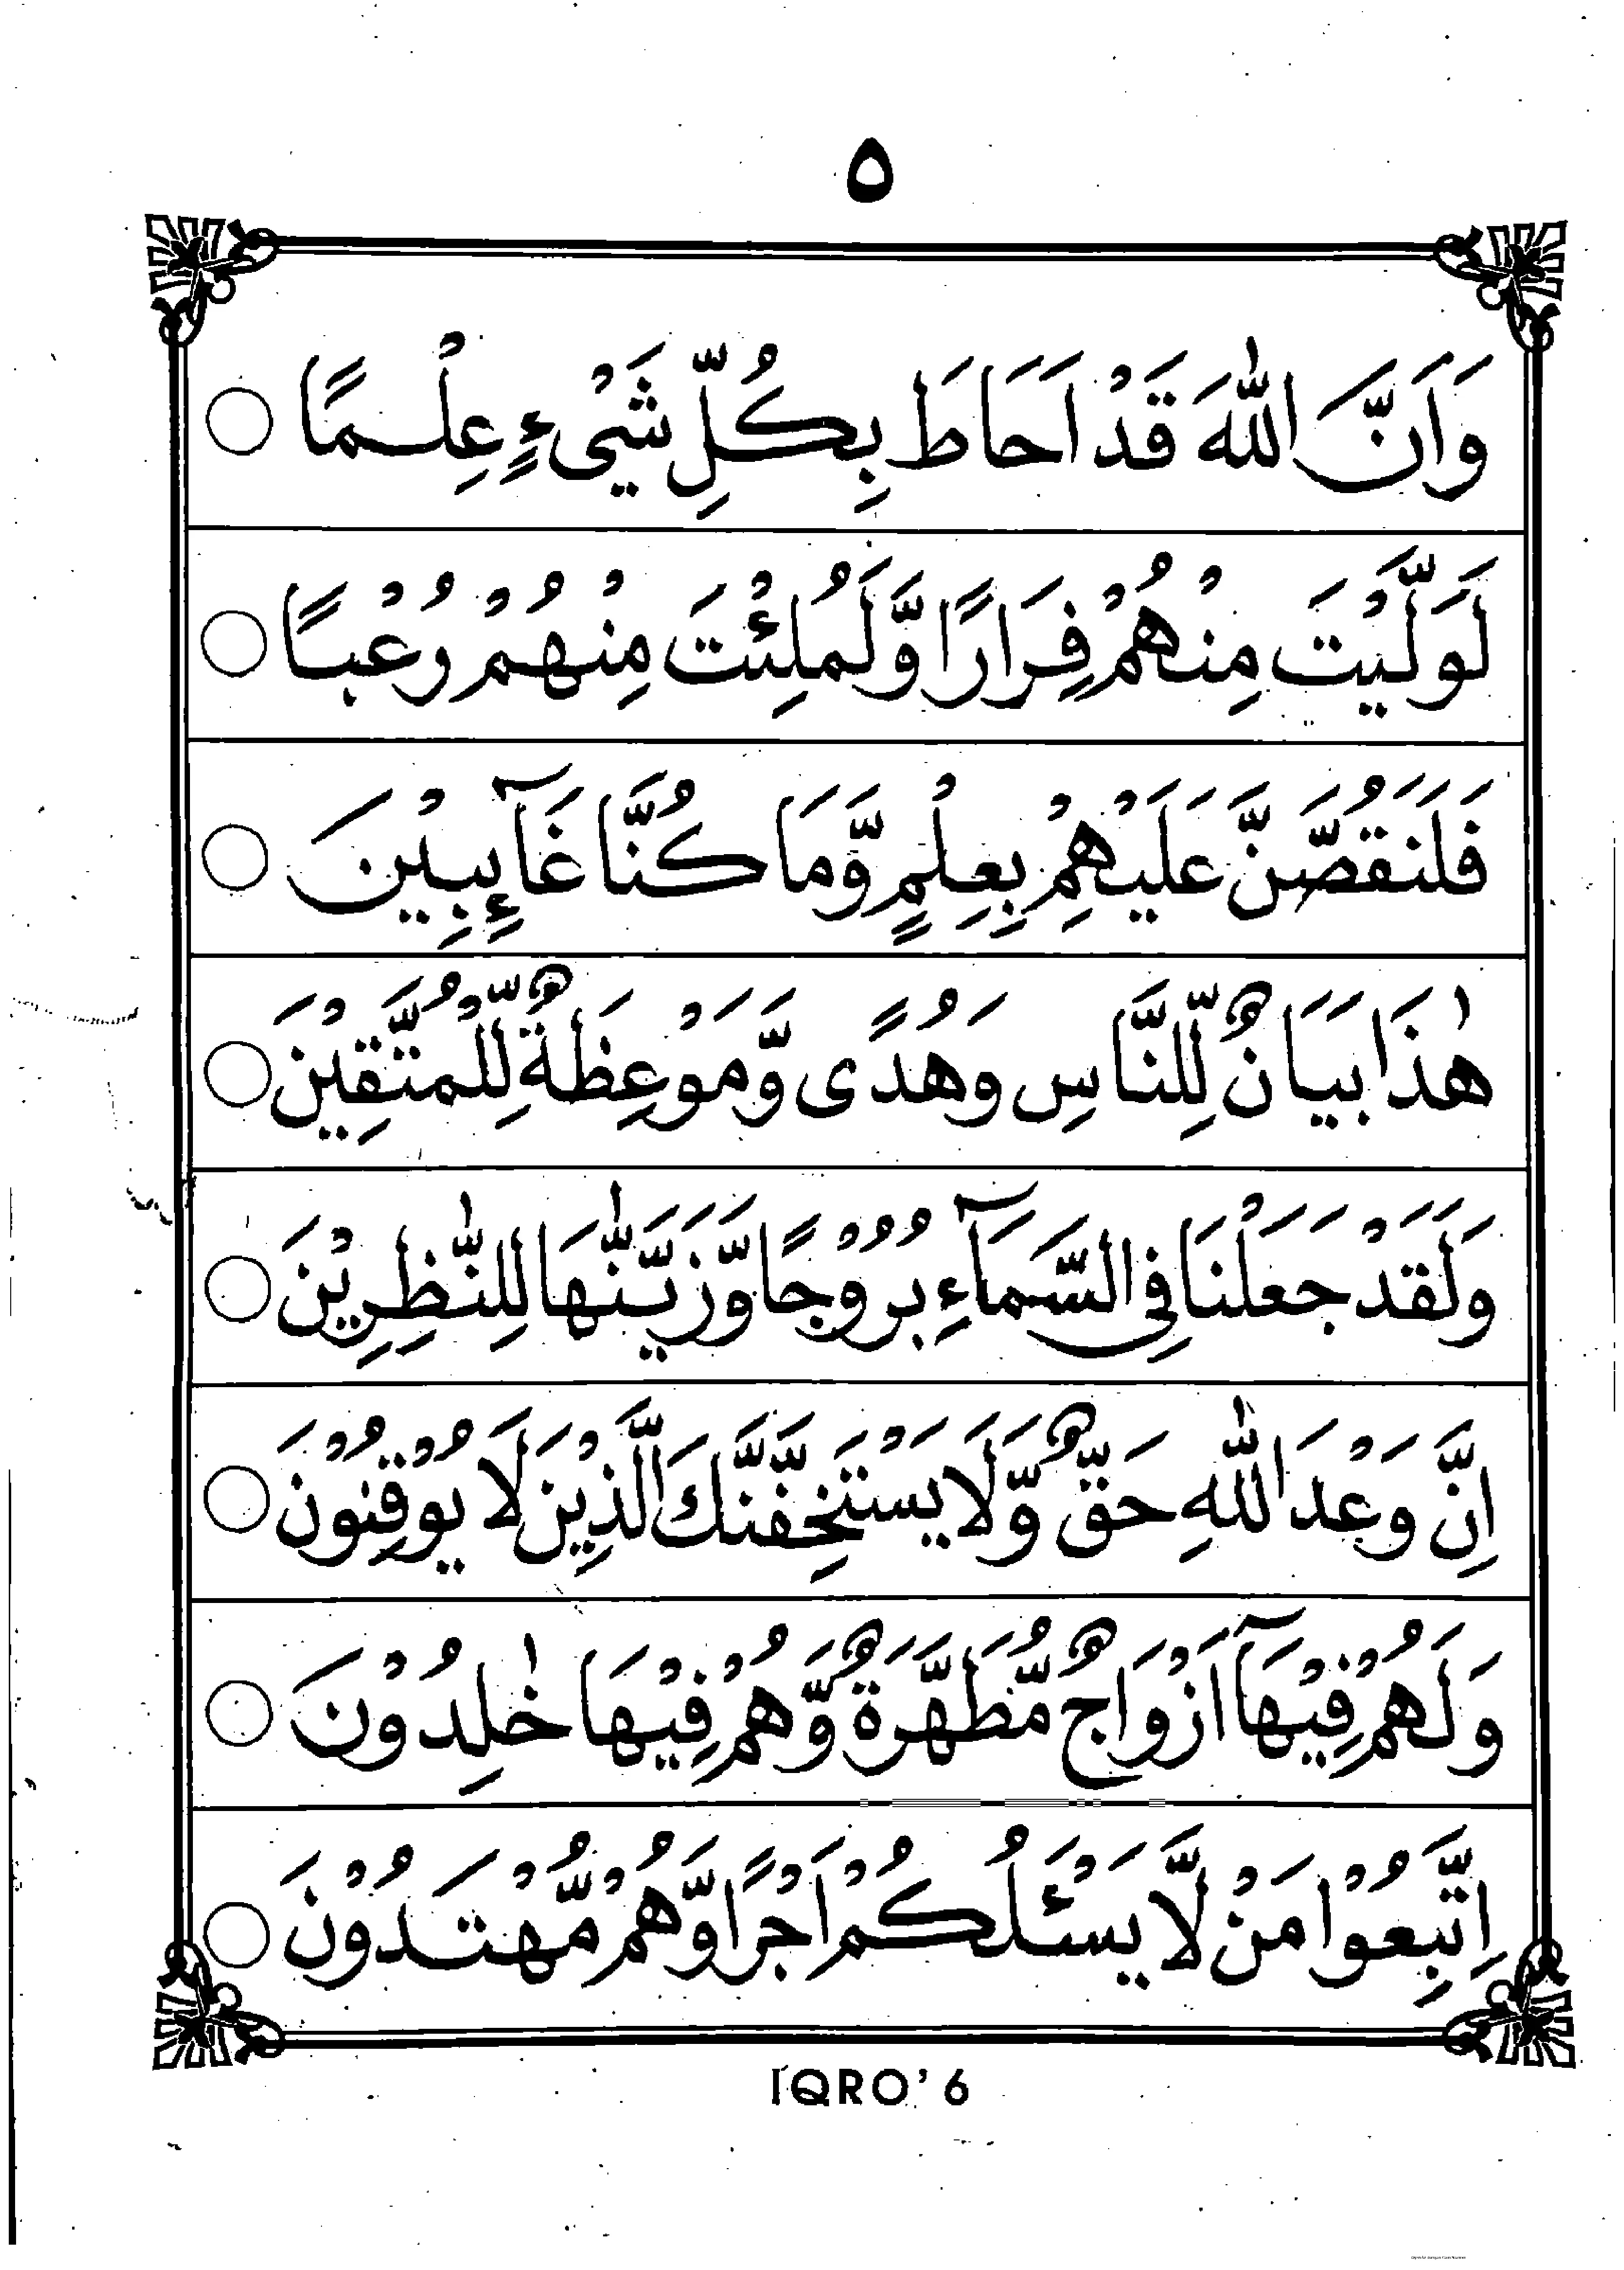 ٥
وَاَنَّ اللّٰهَ قَدْ اَحَاطَ بِكُلِّ شَيْءٍ عِلْمًا
لَوَلَّيْتَ مِنْهُمْ فِرَارًا وَّلَمُلِئْتَ مِنْهُمْ رُعْبًا
فَلَنَقُصَّنَّ عَلَيْهِمْ بِعِلْمٍ وَّمَا كُنَّا غَآئِبِيْنَ
هٰذَا بَيَانٌ لِّلنَّاسِ وَهُدًى وَّمَوْعِظَةٌ لِّلْمُتَّقِيْنَ
وَلَقَدْ جَعَلْنَا فِى السَّمَآءِ بُرُوْجًا وَّزَيَّنّٰهَا لِلنّٰظِرِيْنَ
اِنَّ وَعْدَ اللّٰهِ حَقٌّ وَّلَا يَسْتَخِفَّنَّكَ الَّذِيْنَ لَا يُوْقِنُوْنَ
وَلَهُمْ فِيْهَآ اَزْوَاجٌ مُّطَهَّرَةٌ وَّهُمْ فِيْهَا خٰلِدُوْنَ
اِتَّبِعُوْا مَنْ لَّا يَسْئَلُكُمْ اَجْرًا وَّهُمْ مُّهْتَدُوْنَ
IQRO' 6